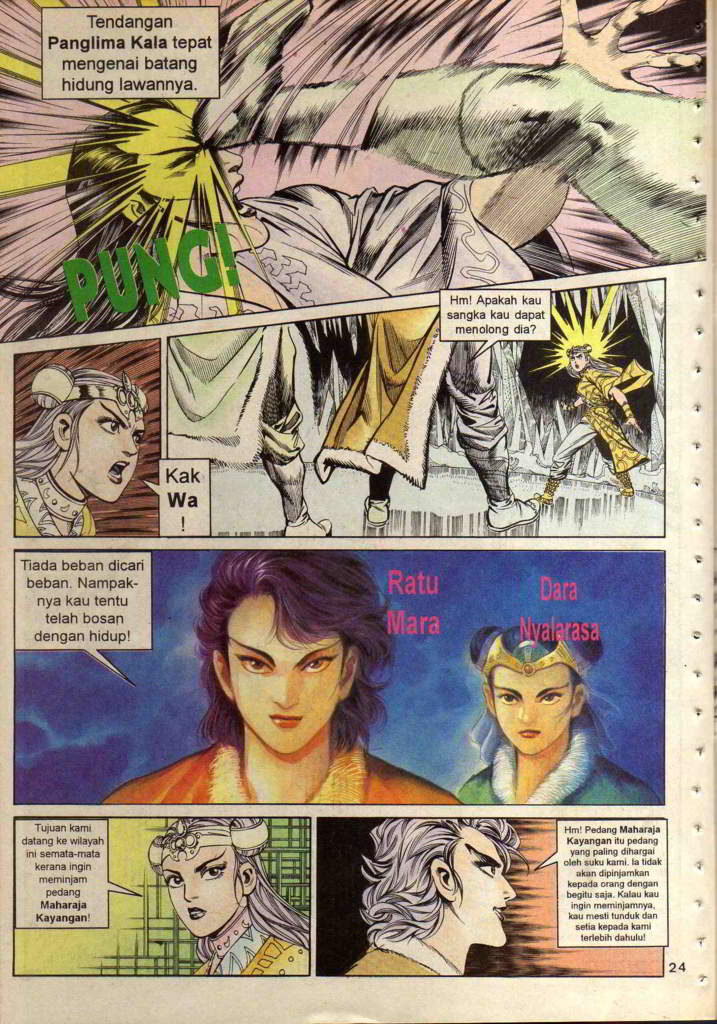 Tendangan
Panglima Kala tepat
mengenai batang
hidung lawannya.
PUNG!
Hm! Apakah kau
sangka kau dapat
menolong dia?
Kak
Wa
!
Tiada beban dicari
beban. Nampak-
nya kau tentu
telah bosan
dengan hidup!
Ratu
Mara
Dara
Nyalarasa
Tujuan kami
datang ke wilayah
ini semata-mata
kerana ingin
meminjam
pedang
Maharaja
Kayangan!
Hm! Pedang Maharaja
Kayangan itu pedang
yang paling dihargai
oleh suku kami. Ia tidak
akan dipinjamkan
kepada orang dengan
begitu saja. Kalau kau
ingin meminjamnya,
kau mesti tunduk dan
setia kepada kami
terlebih dahulu!
24